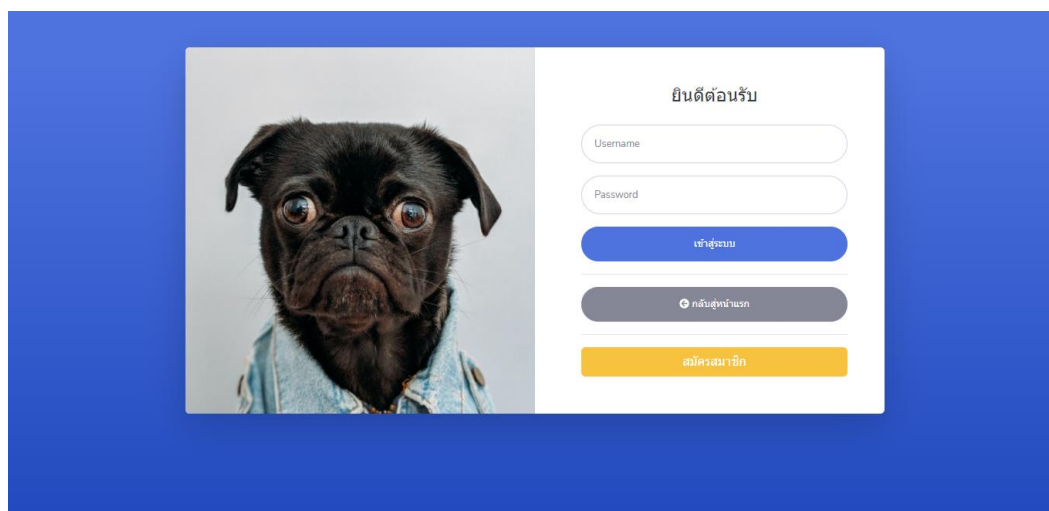 ยินดีต้อนรับ
Username
Password
เข้าสู่ระบบ
กลับสู่หน้าแรก
สมัครสมาชิก